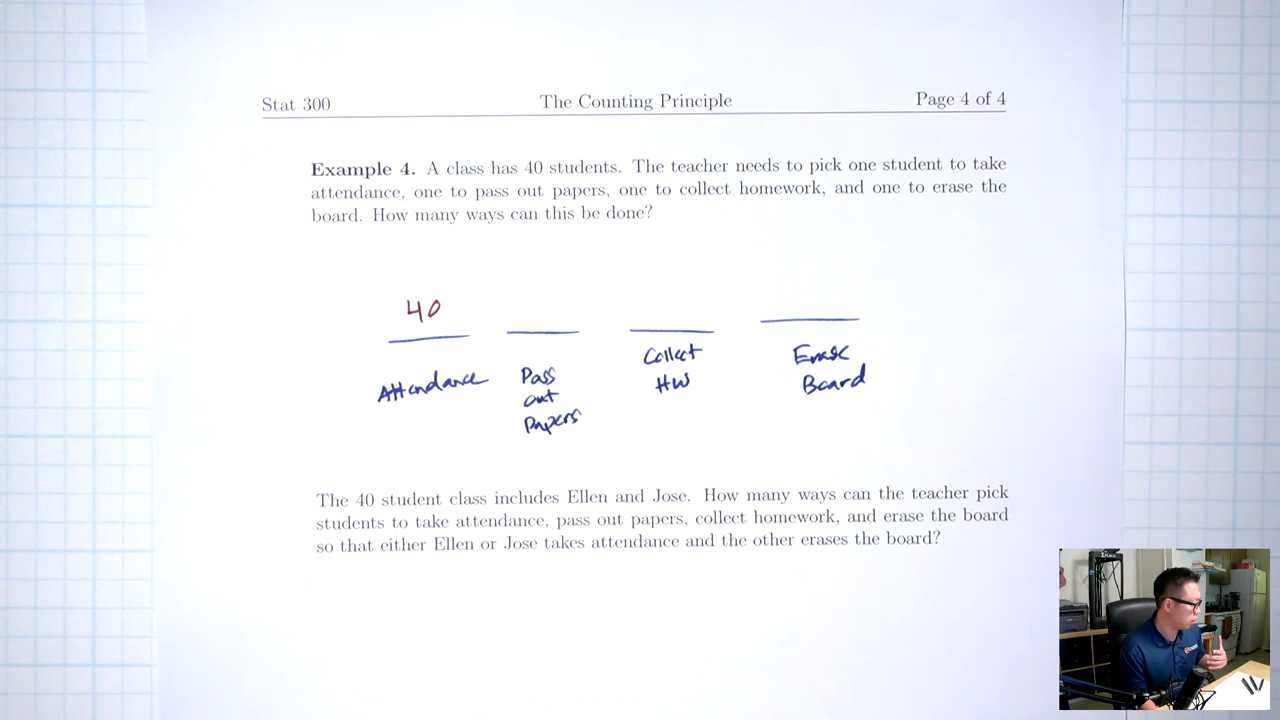 Stat 300 The Counting Principle Page 4 of 4
Example 4. A class has 40 students. The teacher needs to pick one student to take
attendance, one to pass out papers, one to collect homework, and one to erase the
board. How many ways can this be done?
40
Attendance
Pass
out
Papers
Collect
HW
Erase
Board
The 40 student class includes Ellen and Jose. How many ways can the teacher pick
students to take attendance, pass out papers, collect homework, and erase the board
so that either Ellen or Jose takes attendance and the other erases the board?